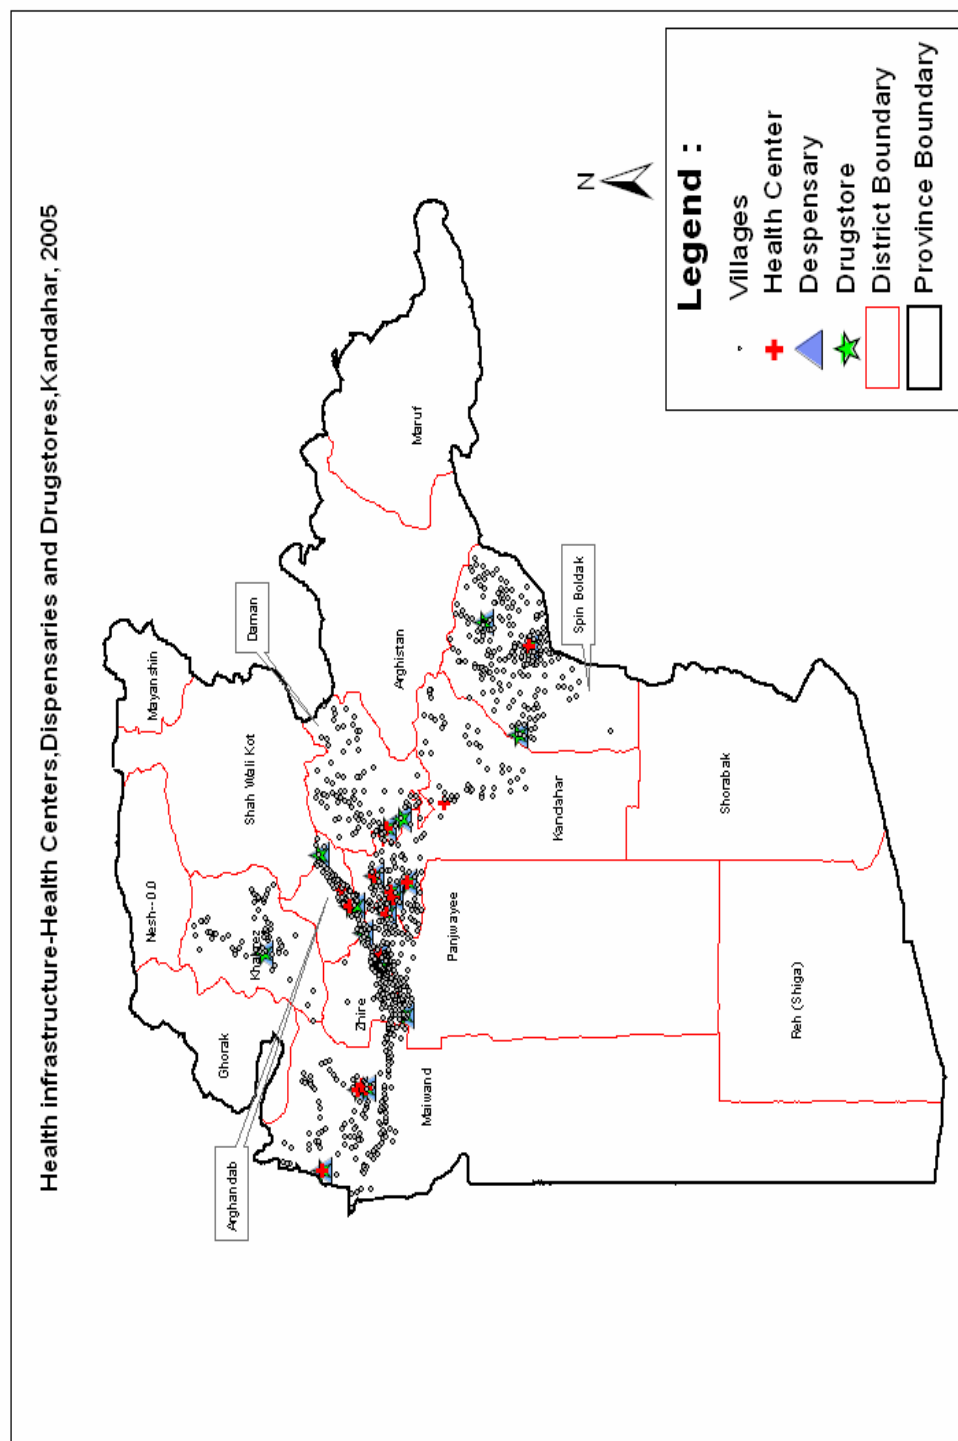 Health infrastructure-Health Centers,Dispensaries and Drugstores,Kandahar, 2005
Mayanshin
Nesh--0.0
Shah Wali Kot
Daman
Ghorak
Zhire
Arghandab
Arghistan
Maruf
Maiwand
Panjwayee
Kandahar
Spin Boldak
Shorabak
Reh (Shiga)
N
Legend :
Villages
Health Center
Despensary
Drugstore
District Boundary
Province Boundary